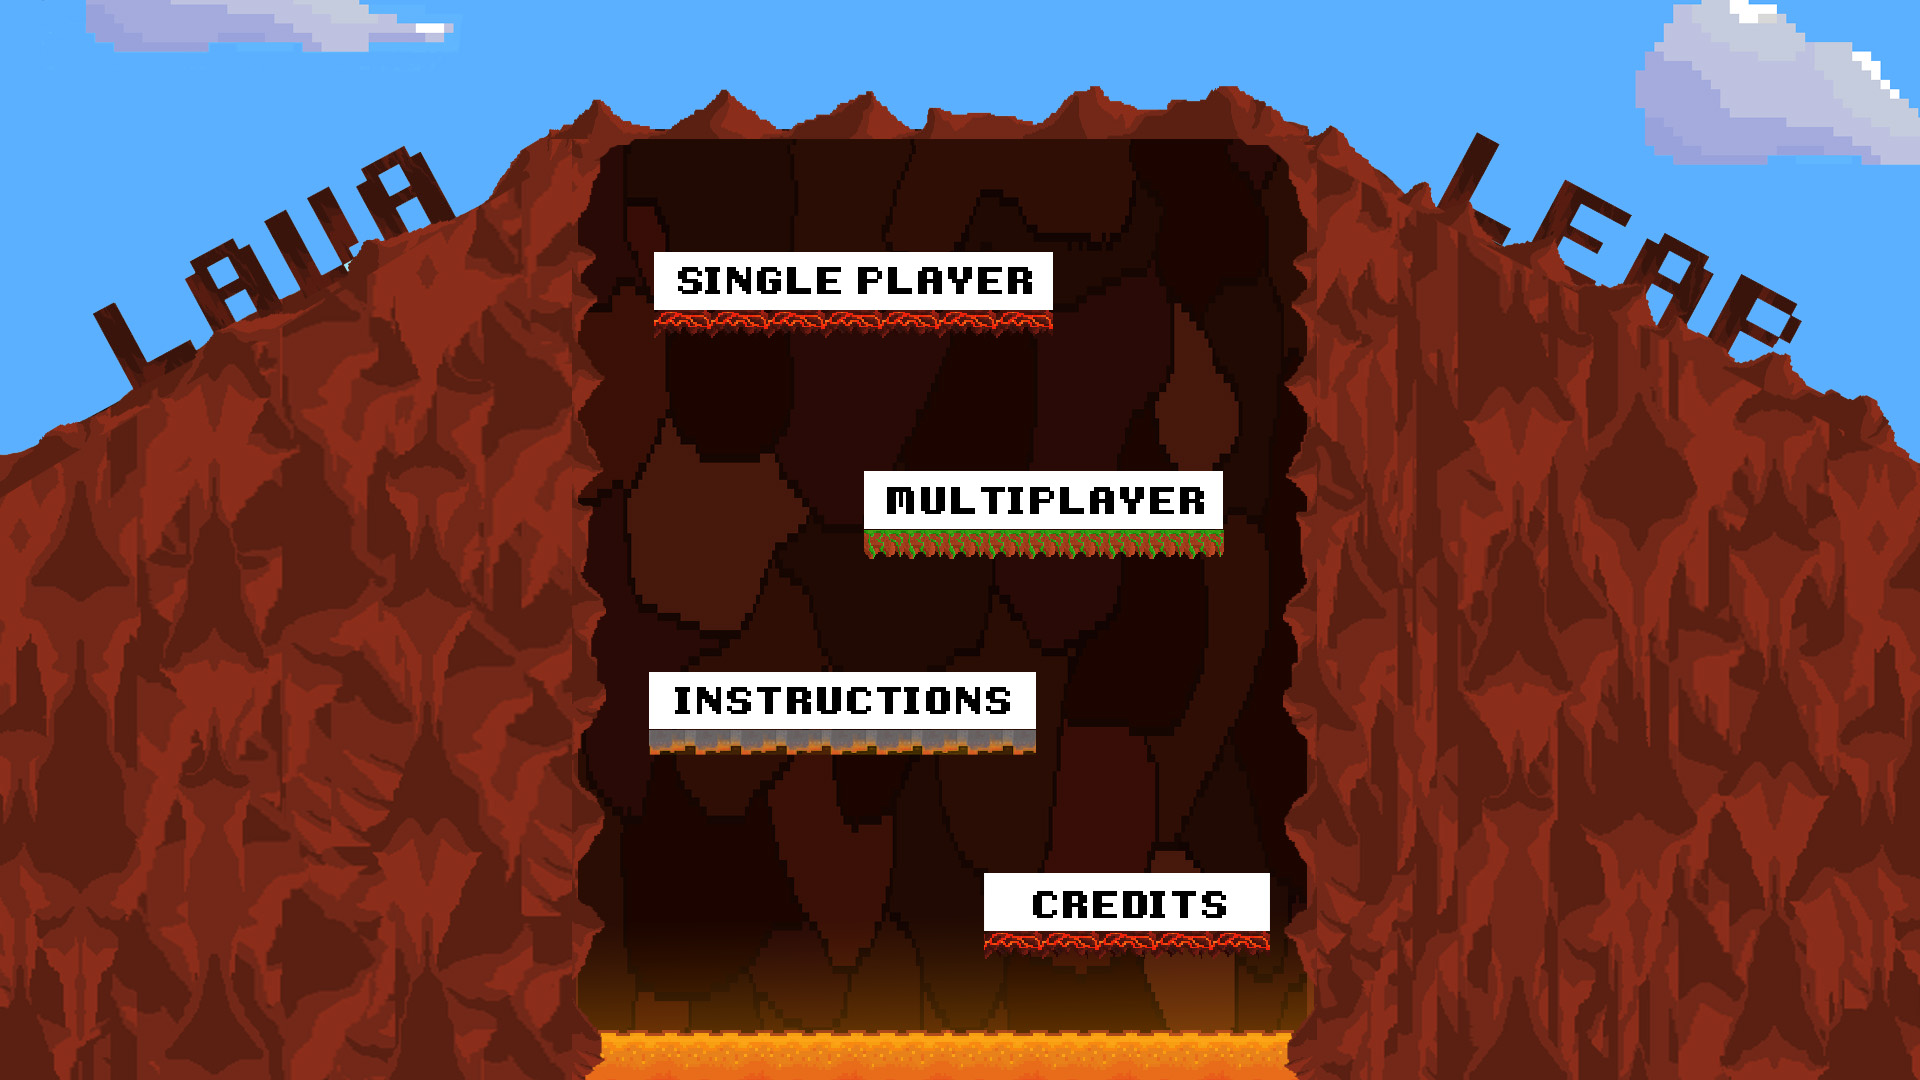 LAVA LEAP
SINGLE PLAYER
MULTIPLAYER
INSTRUCTIONS
CREDITS